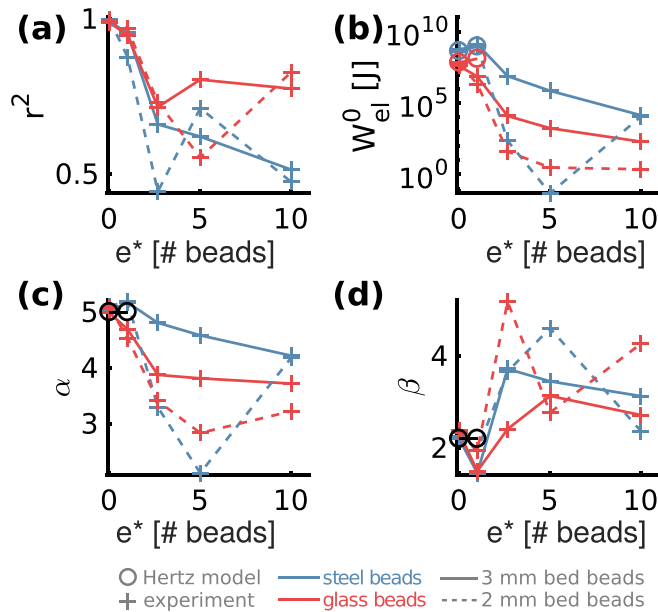 (a)
1
0.5
r²
0 5 10
e* [# beads]
(b)
10¹⁰
10⁵
10⁰
W⁰el [J]
0 5 10
e* [# beads]
(c)
5
4
3
α
0 5 10
e* [# beads]
(d)
4
2
β
0 5 10
e* [# beads]
Hertz model
steel beads
3 mm bed beads
experiment
glass beads
2 mm bed beads